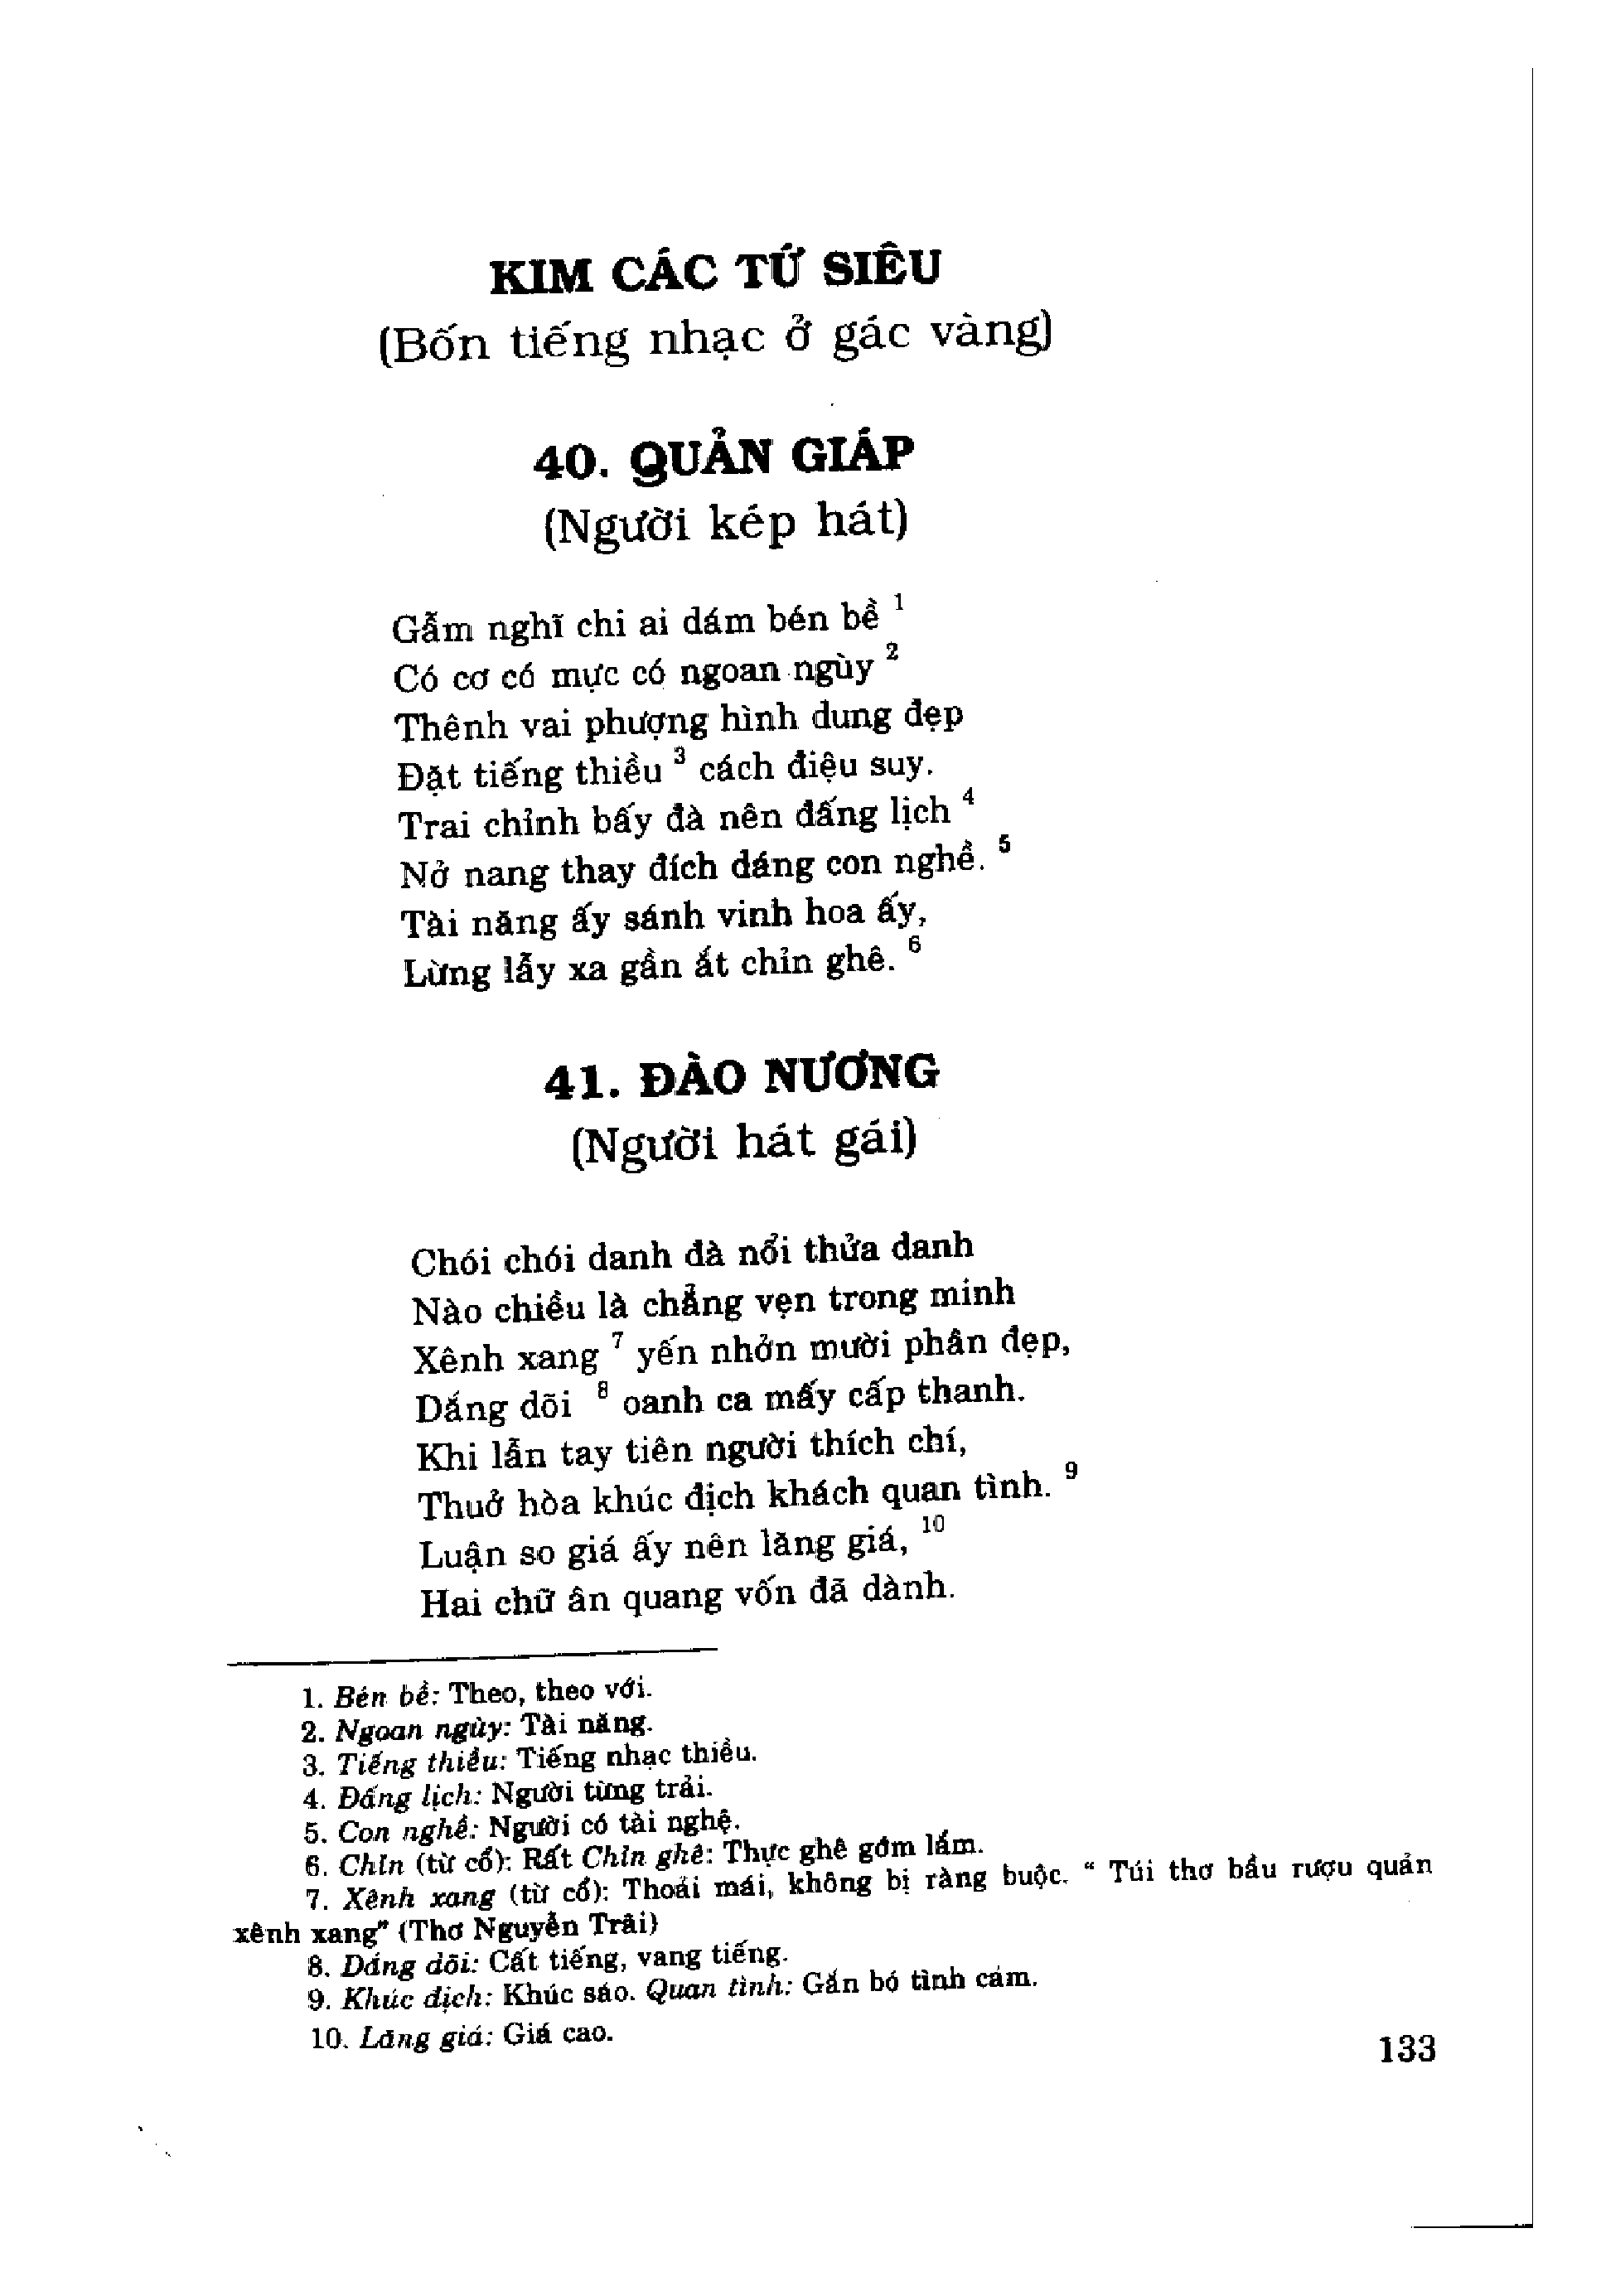 KIM CÁC TỨ SIÊU
(Bốn tiếng nhạc ở gác vàng)
40. QUẢN GIÁP
(Người kép hát)
Gẫm nghĩ chi ai dám bén bề 1
Có cơ có mực có ngoan ngùy 2
Thênh vai phượng hình dung đẹp
Đặt tiếng thiều 3 cách điệu suy.
Trai chỉnh bấy đà nên đấng lịch 4
Nở nang thay đích dáng con nghề. 5
Tài năng ấy sánh vinh hoa ấy,
Lừng lẫy xa gần ắt chỉn ghê. 6
41. ĐÀO NƯƠNG
(Người hát gái)
Chói chói danh đà nổi thửa danh
Nào chiều là chẳng vẹn trong mình
Xênh xang 7 yến nhởn mười phân đẹp,
Dắng dõi 8 oanh ca mấy cấp thanh.
Khi lẫn tay tiên người thích chí,
Thuở hòa khúc địch khách quan tình. 9
Luận so giá ấy nên lăng giá, 10
Hai chữ ân quang vốn đã dành.
1. Bén bề: Theo, theo với.
2. Ngoan ngùy: Tài năng.
3. Tiếng thiều: Tiếng nhạc thiều.
4. Đấng lịch: Người từng trải.
5. Con nghề: Người có tài nghệ.
6. Chỉn (từ cổ): Rất Chỉn ghê: Thực ghê gớm lắm.
7. Xênh xang (từ cổ): Thoải mái, không bị ràng buộc. “ Túi thơ bầu rượu quản
xênh xang” (Thơ Nguyễn Trãi)
8. Dắng dõi: Cất tiếng, vang tiếng.
9. Khúc địch: Khúc sáo. Quan tình: Gắn bó tình cảm.
10. Lăng giá: Giá cao.
133